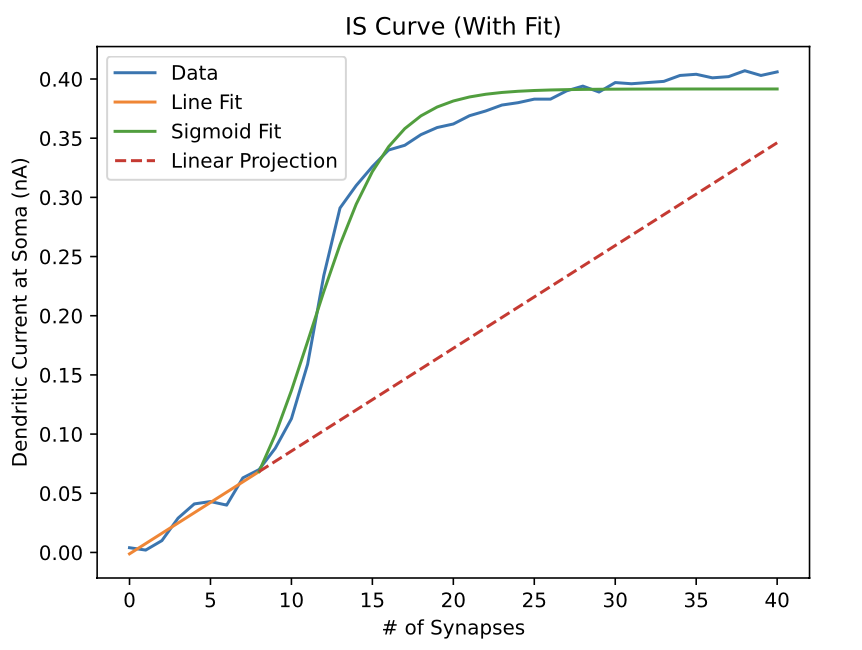 IS Curve (With Fit)
Data
Line Fit
Sigmoid Fit
Linear Projection
Dendritic Current at Soma (nA)
0.40
0.35
0.30
0.25
0.20
0.15
0.10
0.05
0.00
0 5 10 15 20 25 30 35 40
# of Synapses